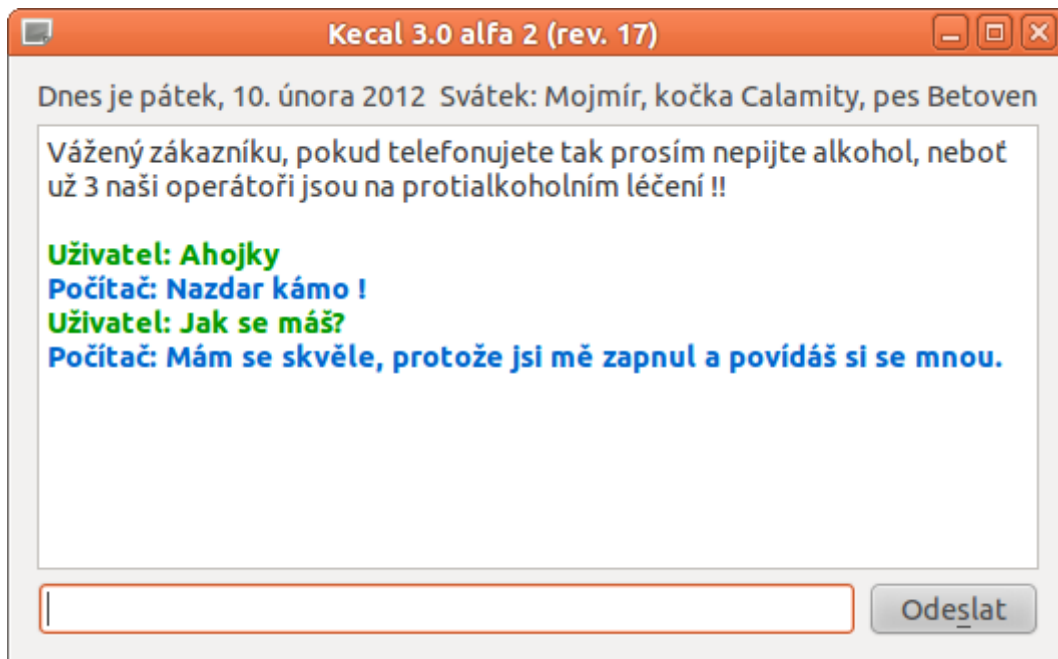 Kecal 3.0 alfa 2 (rev. 17)
Dnes je pátek, 10. února 2012  Svátek: Mojmír, kočka Calamity, pes Betoven
Vážený zákazníku, pokud telefonujete tak prosím nepijte alkohol, neboť
už 3 naši operátoři jsou na protialkoholním léčení !!
Uživatel: Ahojky
Počítač: Nazdar kámo !
Uživatel: Jak se máš?
Počítač: Mám se skvěle, protože jsi mě zapnul a povídáš si se mnou.
Odeslat